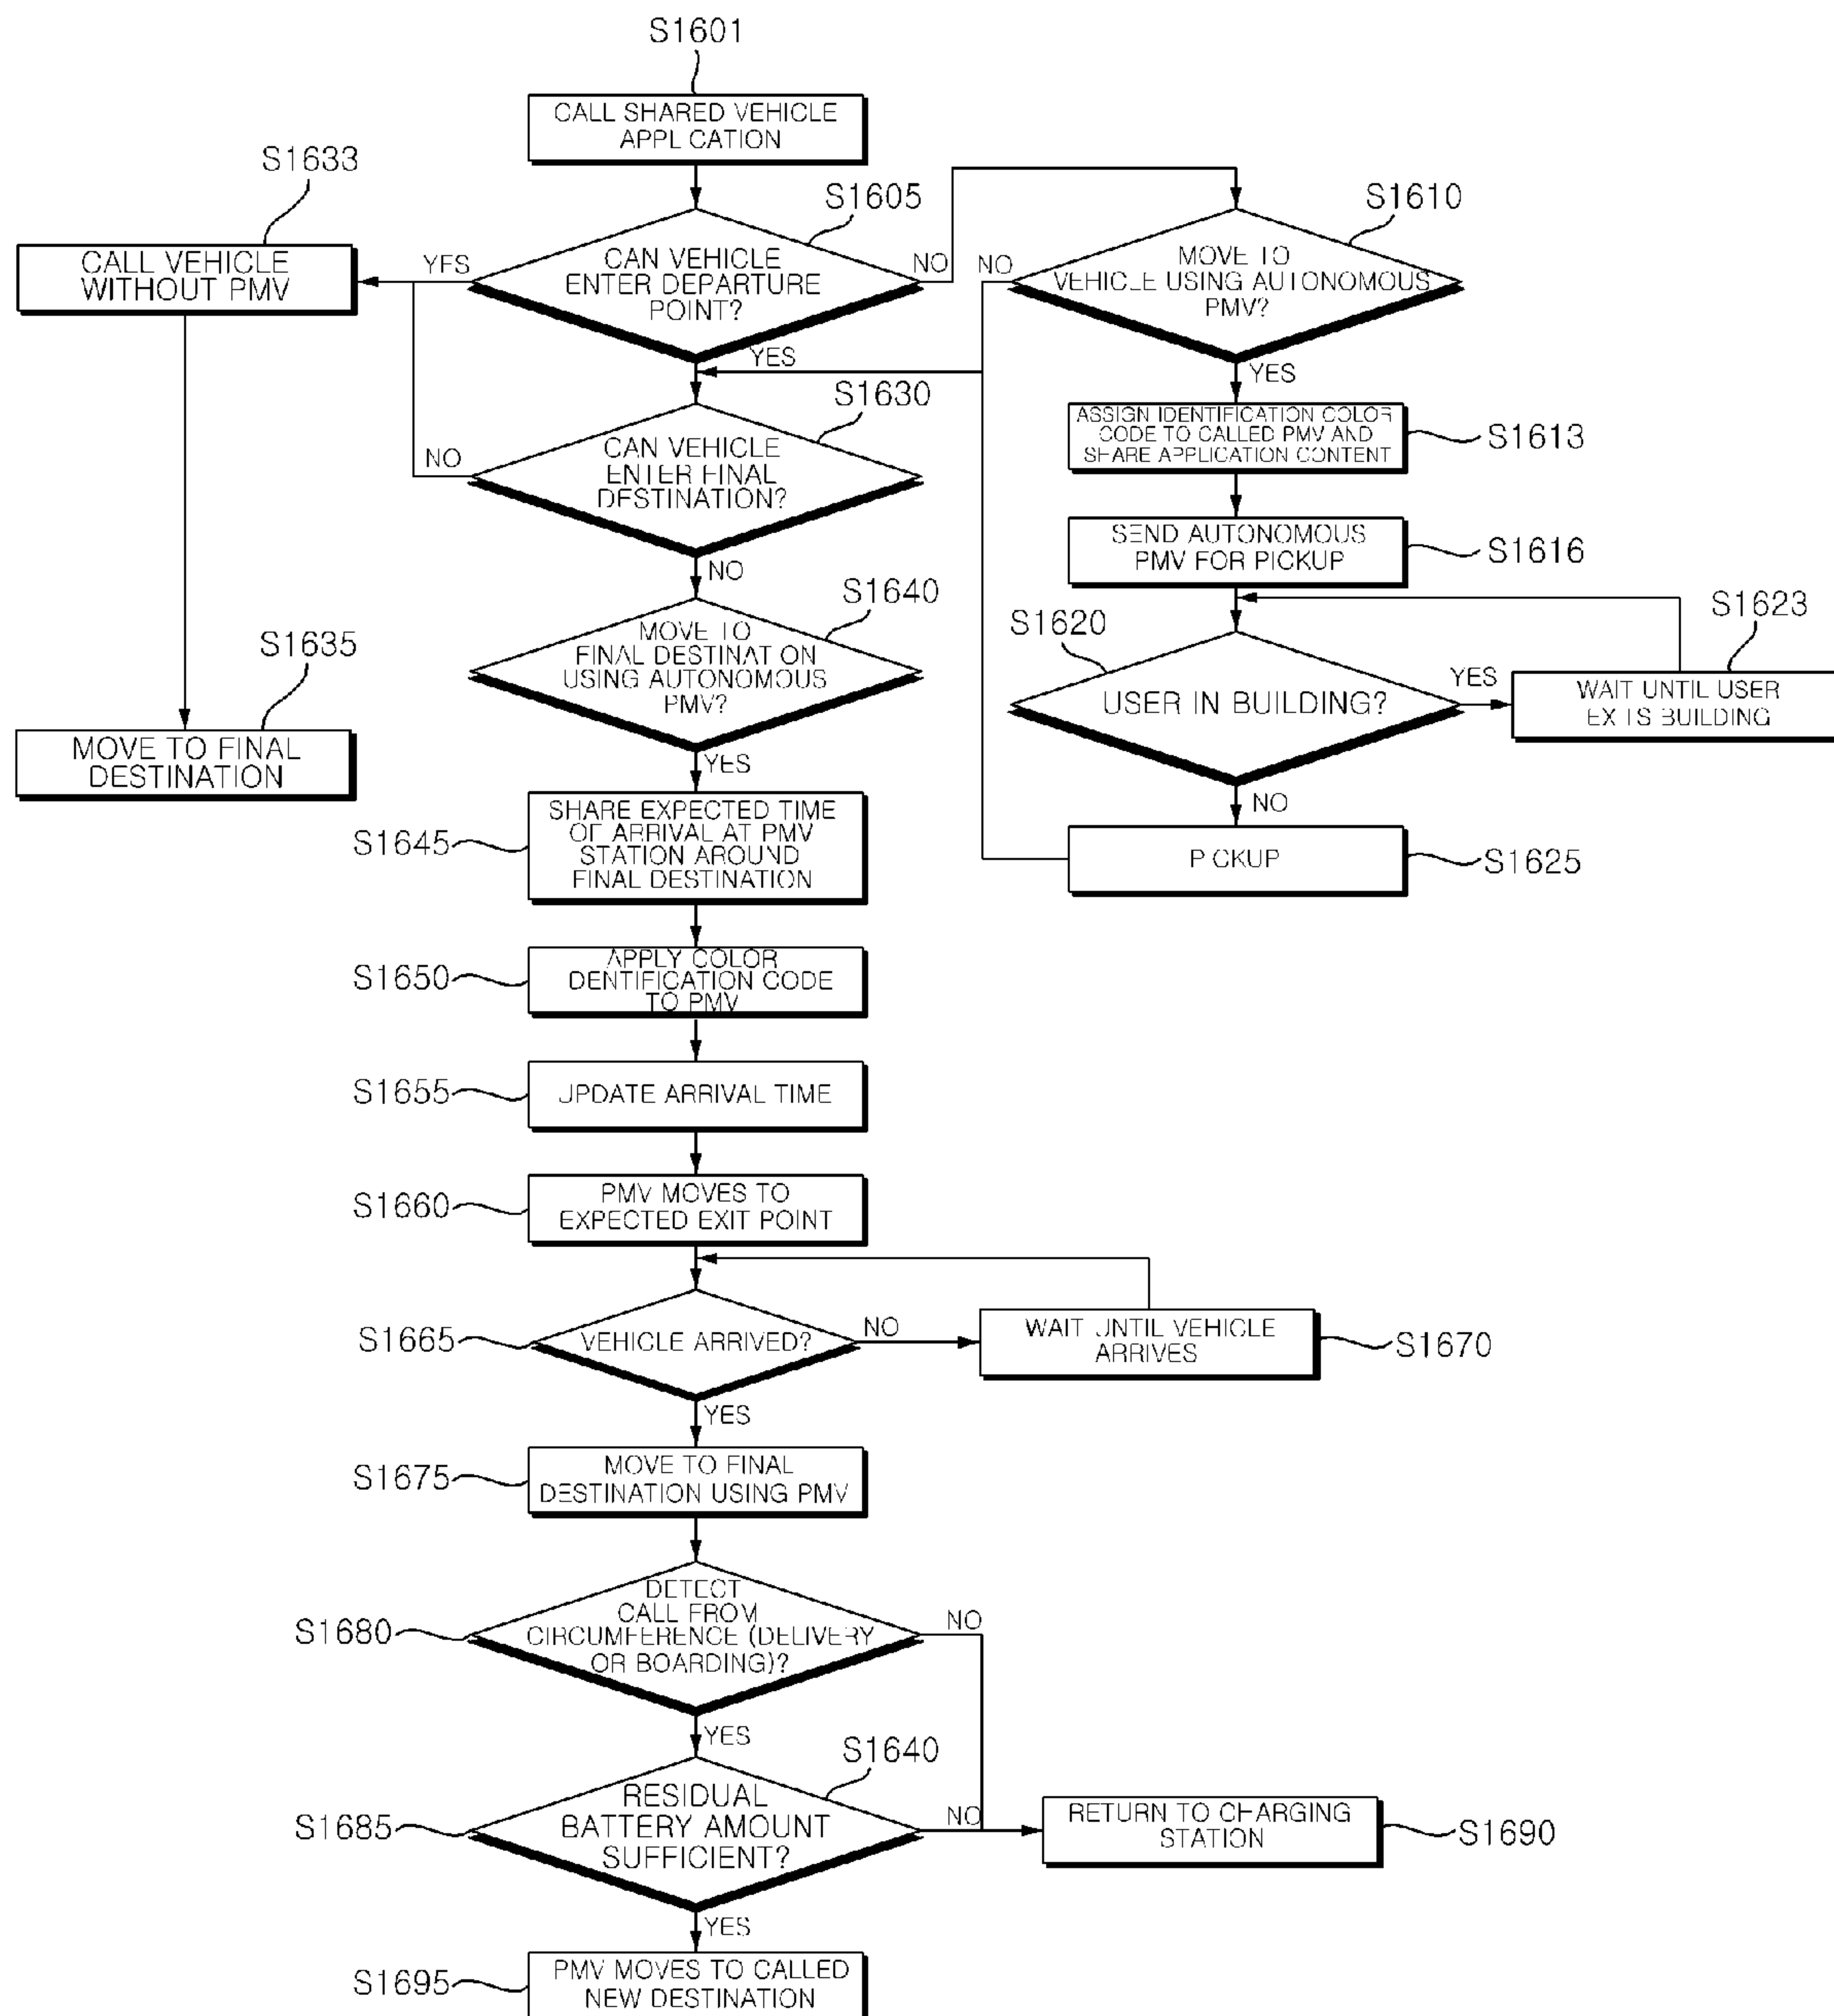 S1601
CALL SHARED VEHICLE
APPL CATION
S1633
CALL VEHICLE
WITHOUT PMV
S1605
CAN VEHICLE
ENTER DEPARTURE
POINT?
YFS
NO
YES
S1610
MOVE TO
VEHICLE USING AUTONOMOUS
PMV?
NO
YES
S1630
CAN VEHICLE
ENTER FINAL
DFSTINATION?
NO
NO
ASSIGN IDENTIFICATION COLOR
CODE TO CALLED PMV AND
SHARE APPLICATION CONTENT
S1613
SEND AUTONOMOUS
PMV FOR PICKUP
S1616
S1640
MOVE TO
FINAL DESTINAT ON
USING AUTONOMOUS
PMV?
YES
S1620
USER IN BUILDING?
YES
NO
S1623
WAIT UNTIL USER
EX TS BUILDING
S1635
MOVE TO FINAL
DESTINATION
P CKUP
S1625
S1645
SHARE EXPECTED TIME
OF ARRIVAL AT PMV
STATION AROUND
FINAL DESTINATION
S1650
APPLY COLOR
DENTIFICATION CODE
TO PMV
S1655
UPDATE ARRIVAL TIME
S1660
PMV MOVES TO
EXPECTED EXIT POINT
S1665
VEHICLE ARRIVED?
NO
YES
WAIT UNTIL VEHICLE
ARRIVES
S1670
S1675
MOVE TO FINAL
DESTINATION USING PMV
S1680
DETECT
CALL FROM
CIRCUMFERENCE (DELIVERY
OR BOARDING)?
NO
YES
S1640
S1685
RESIDUAL
BATTERY AMOUNT
SUFFICIENT?
NO
YES
RETURN TO CHARGING
STATION
S1690
S1695
PMV MOVES TO CALLED
NEW DESTINATION